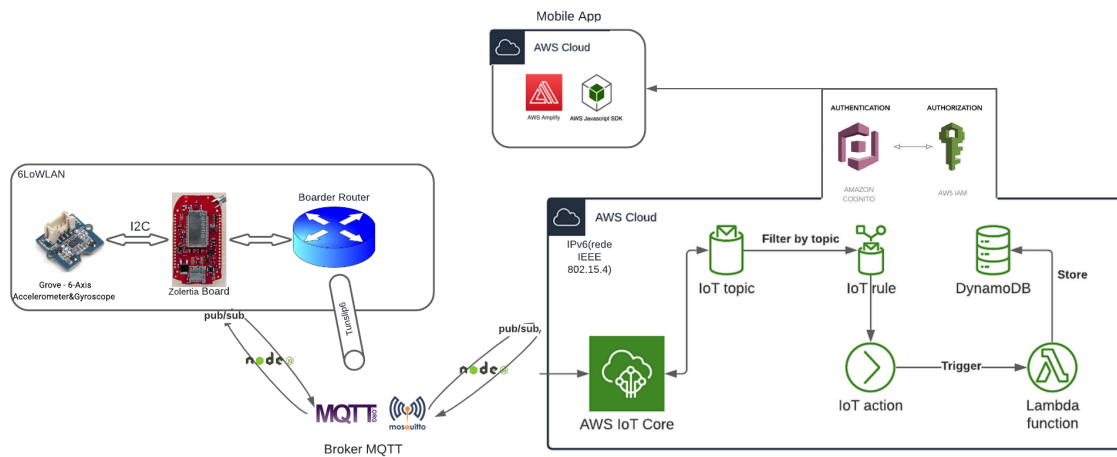 Mobile App
AWS Cloud
AWS Amplify
AWS Javascript SDK
AUTHENTICATION
AUTHORIZATION
AMAZON
COGNITO
AWS IAM
6LoWLAN
I2C
Boarder Router
Grove - 6-Axis
Accelerometer&Gyroscope
Zolertia Board
Tunslip6
pub/sub
node
pub/sub
node
MQTT
.ORG
mosquitto
Broker MQTT
AWS Cloud
IPv6(rede
IEEE
802.15.4)
Filter by topic
IoT topic
IoT rule
DynamoDB
Store
Trigger
AWS IoT Core
IoT action
Lambda
function